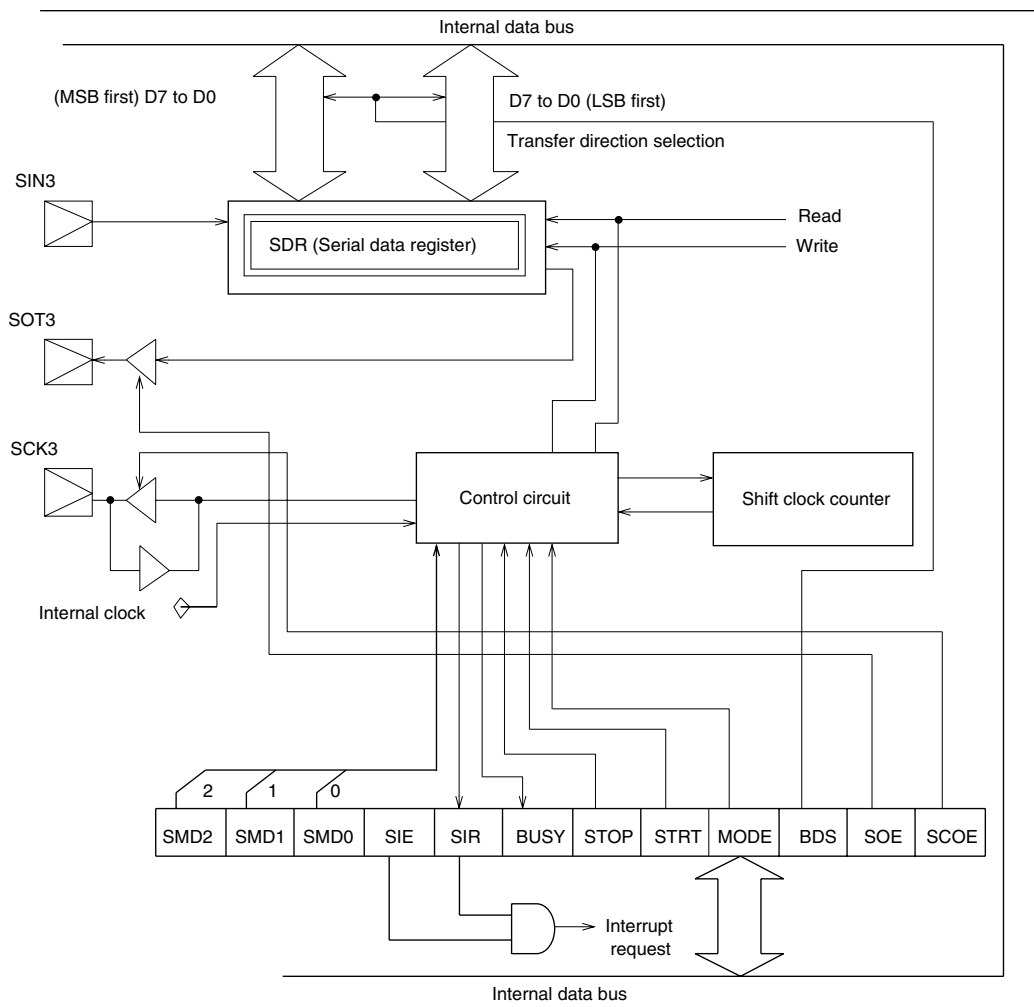 Internal data bus
(MSB first) D7 to D0
D7 to D0 (LSB first)
Transfer direction selection
SIN3
Read
SDR (Serial data register)
Write
SOT3
SCK3
Control circuit
Shift clock counter
Internal clock
2
1
0
SMD2 SMD1 SMD0 SIE SIR BUSY STOP STRT MODE BDS SOE SCOE
Interrupt
request
Internal data bus